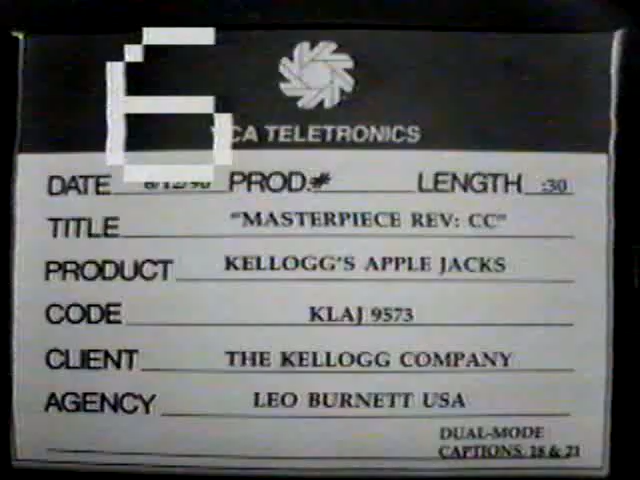 6
VCA TELETRONICS
DATE PROD.# LENGTH :30
TITLE "MASTERPIECE REV: CC"
PRODUCT KELLOGG'S APPLE JACKS
CODE KLAJ 9573
CLIENT THE KELLOGG COMPANY
AGENCY LEO BURNETT USA
DUAL-MODE
CAPTIONS 18 & 21